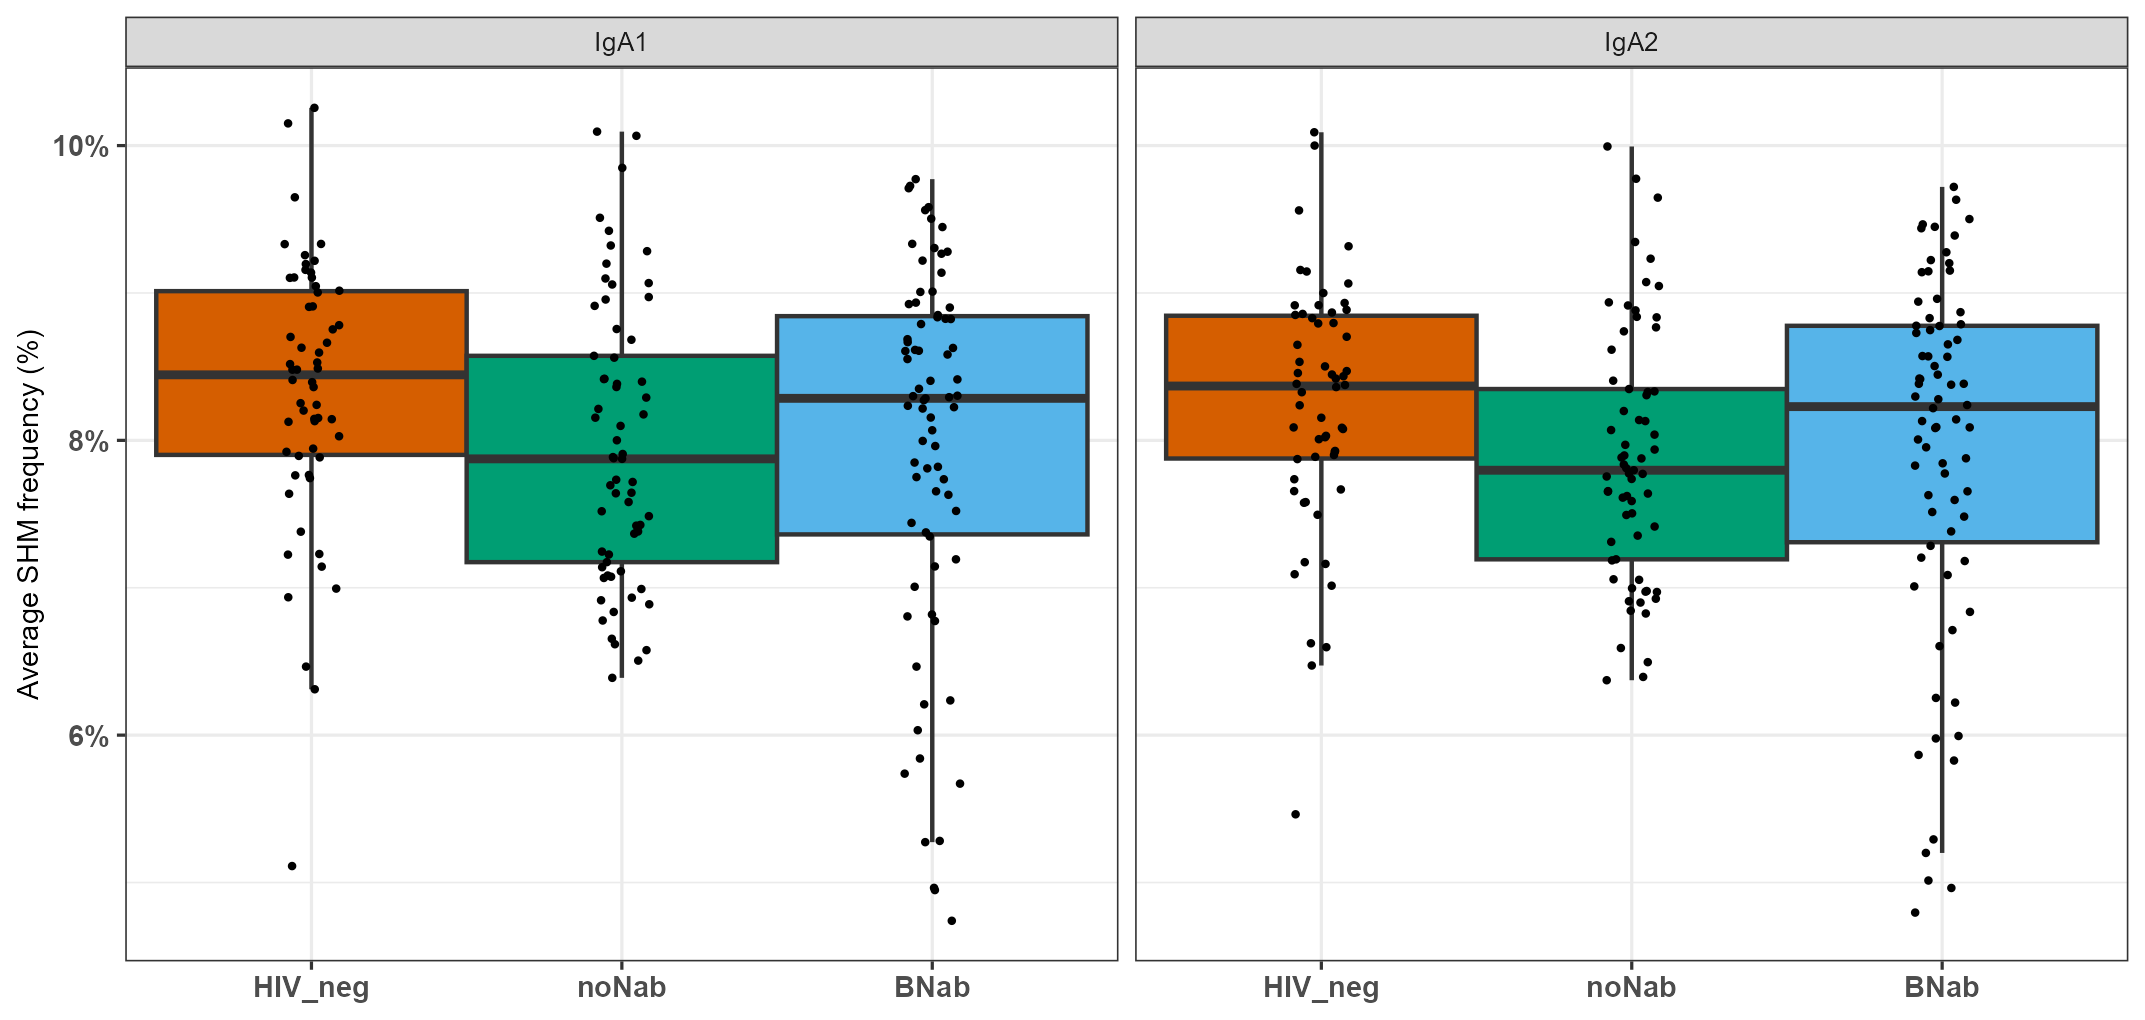 IgA1
IgA2
Average SHM frequency (%)
10%
8%
6%
HIV_neg
noNab
BNab
HIV_neg
noNab
BNab